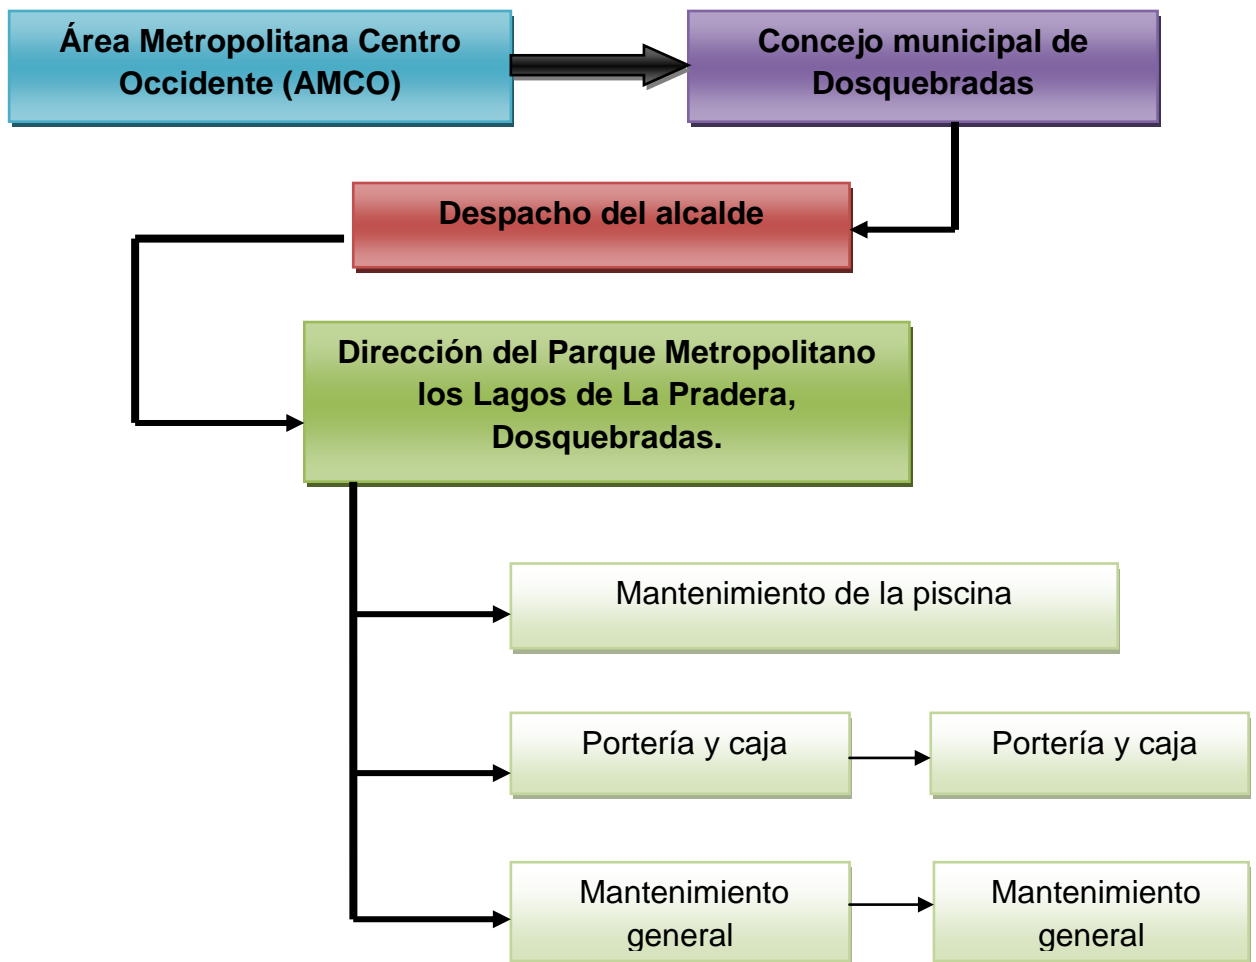 Área Metropolitana Centro
Occidente (AMCO)
Concejo municipal de
Dosquebradas
Despacho del alcalde
Dirección del Parque Metropolitano
los Lagos de La Pradera,
Dosquebradas.
Mantenimiento de la piscina
Portería y caja
Portería y caja
Mantenimiento
general
Mantenimiento
general